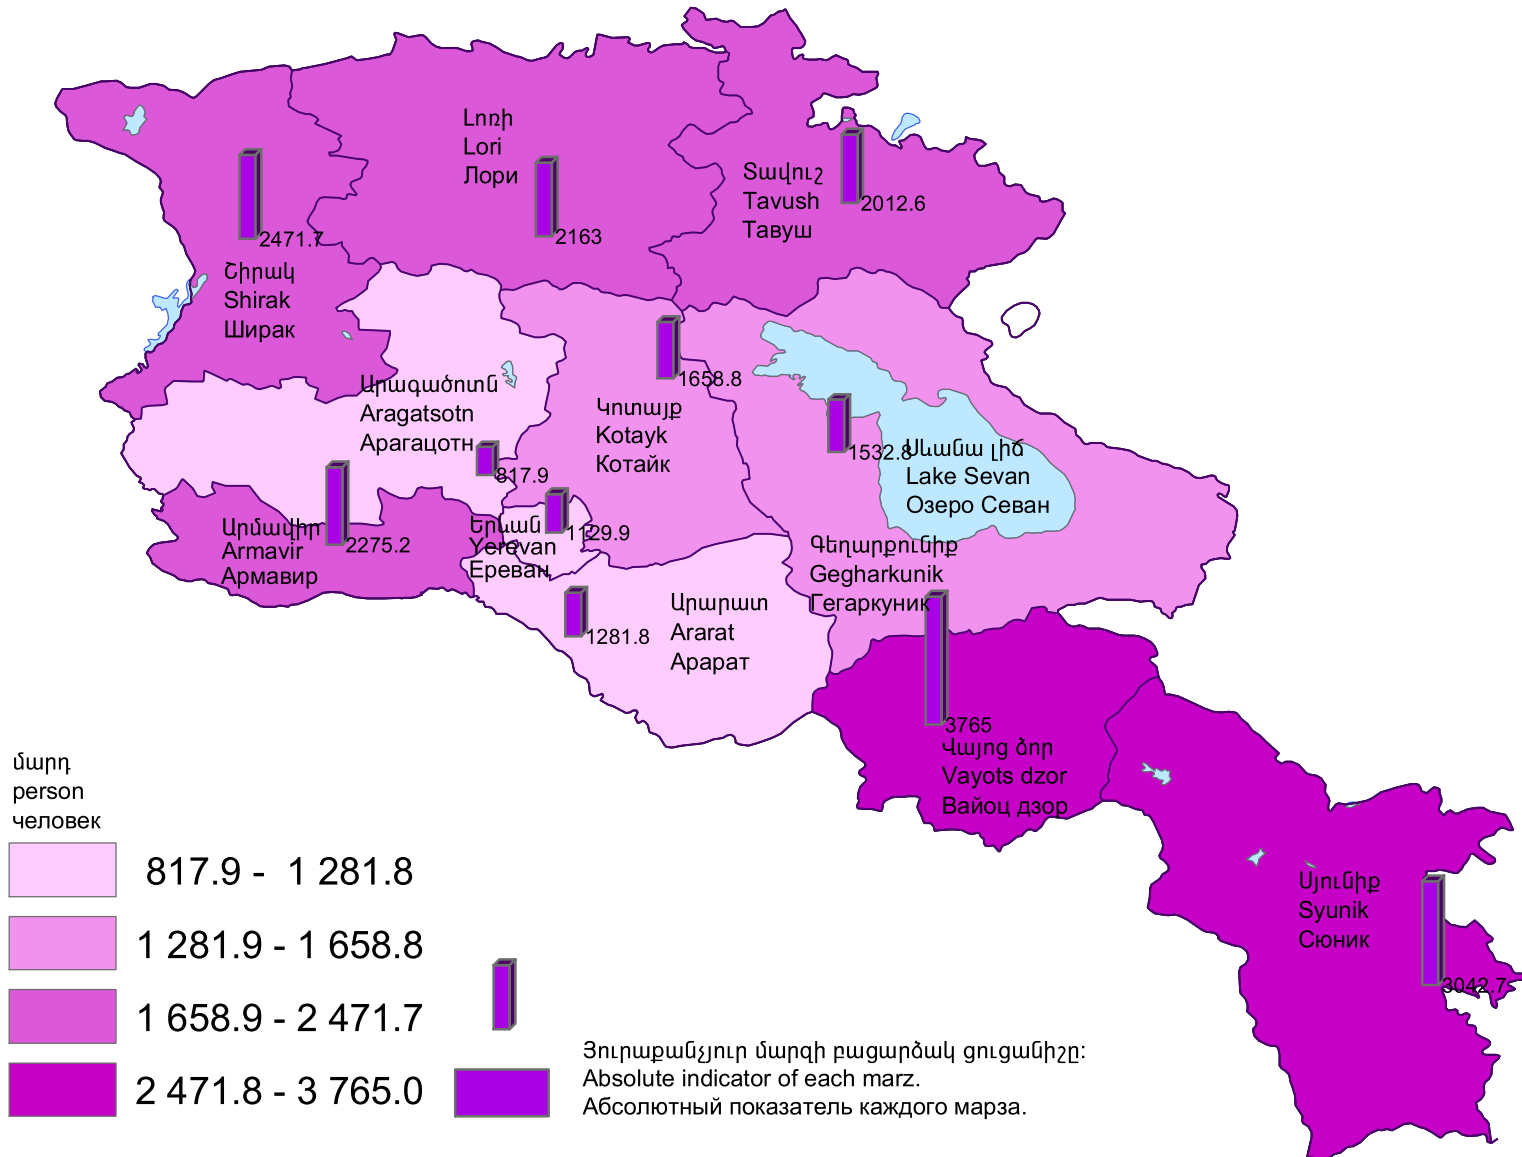 Լոռի
Lori
Лори
2163
Տավուշ
Tavush
Тавуш
2012.6
2471.7
Շիրակ
Shirak
Ширак
Արագածոտն
Aragatsotn
Арагацотн
817.9
1658.8
Կոտայք
Kotayk
Котайк
1532.8
Սևանա լիճ
Lake Sevan
Озеро Севан
Արմավիր
Armavir
Армавир
2275.2
Երևան
Yerevan
Ереван
1129.9
Գեղարքունիք
Gegharkunik
Гегаркуник
1281.8
Արարատ
Ararat
Арарат
3765
Վայոց ձոր
Vayots dzor
Вайоц дзор
Սյունիք
Syunik
Сюник
3042.7
մարդ
person
человек
817.9 - 1 281.8
1 281.9 - 1 658.8
1 658.9 - 2 471.7
2 471.8 - 3 765.0
Յուրաքանչյուր մարզի բացարձակ ցուցանիշը:
Absolute indicator of each marz.
Абсолютный показатель каждого марза.